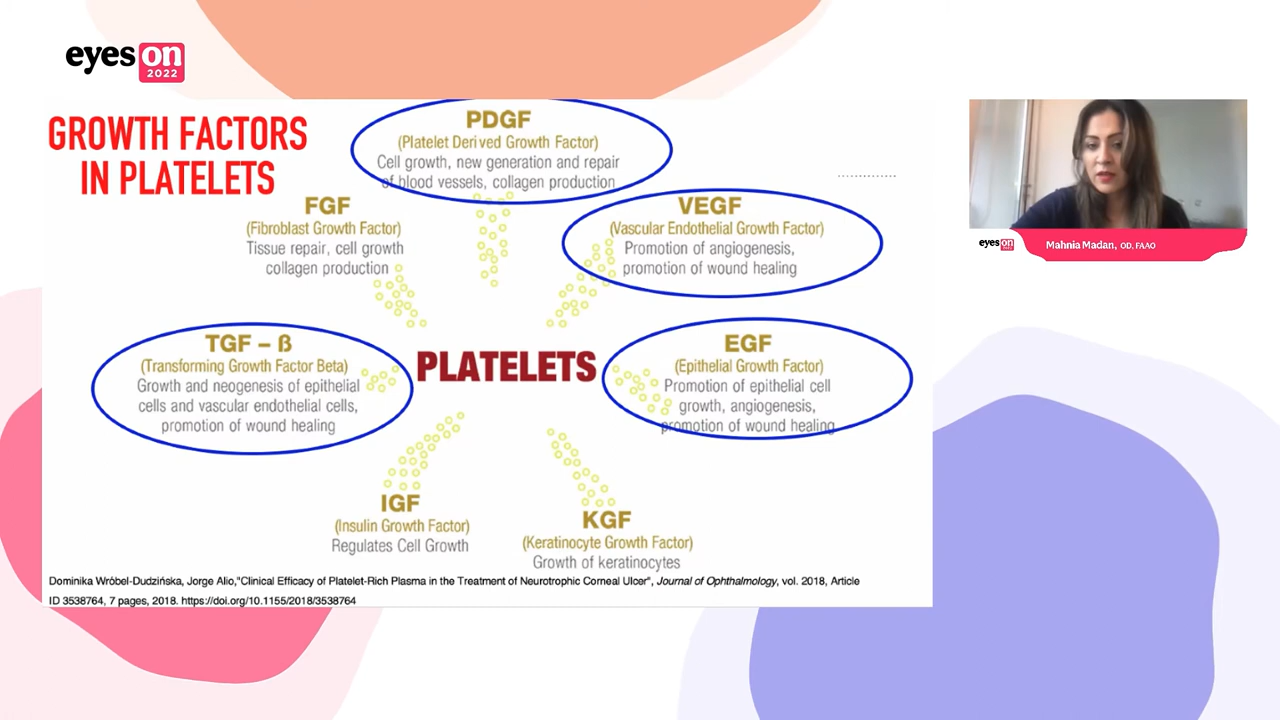 eyes on
2022
GROWTH FACTORS
IN PLATELETS
PDGF
(Platelet Derived Growth Factor)
Cell growth, new generation and repair
of blood vessels, collagen production
FGF
(Fibroblast Growth Factor)
Tissue repair, cell growth
collagen production
VEGF
(Vascular Endothelial Growth Factor)
Promotion of angiogenesis,
promotion of wound healing
TGF – ß
(Transforming Growth Factor Beta)
Growth and neogenesis of epithelial
cells and vascular endothelial cells,
promotion of wound healing
PLATELETS
EGF
(Epithelial Growth Factor)
Promotion of epithelial cell
growth, angiogenesis,
promotion of wound healing
IGF
(Insulin Growth Factor)
Regulates Cell Growth
KGF
(Keratinocyte Growth Factor)
Growth of keratinocytes
Dominika Wróbel-Dudzińska, Jorge Alio,"Clinical Efficacy of Platelet-Rich Plasma in the Treatment of Neurotrophic Corneal Ulcer", Journal of Ophthalmology, vol. 2018, Article
ID 3538764, 7 pages, 2018. https://doi.org/10.1155/2018/3538764
eyes on
2022
Mahnia Madan, OD, FAAO